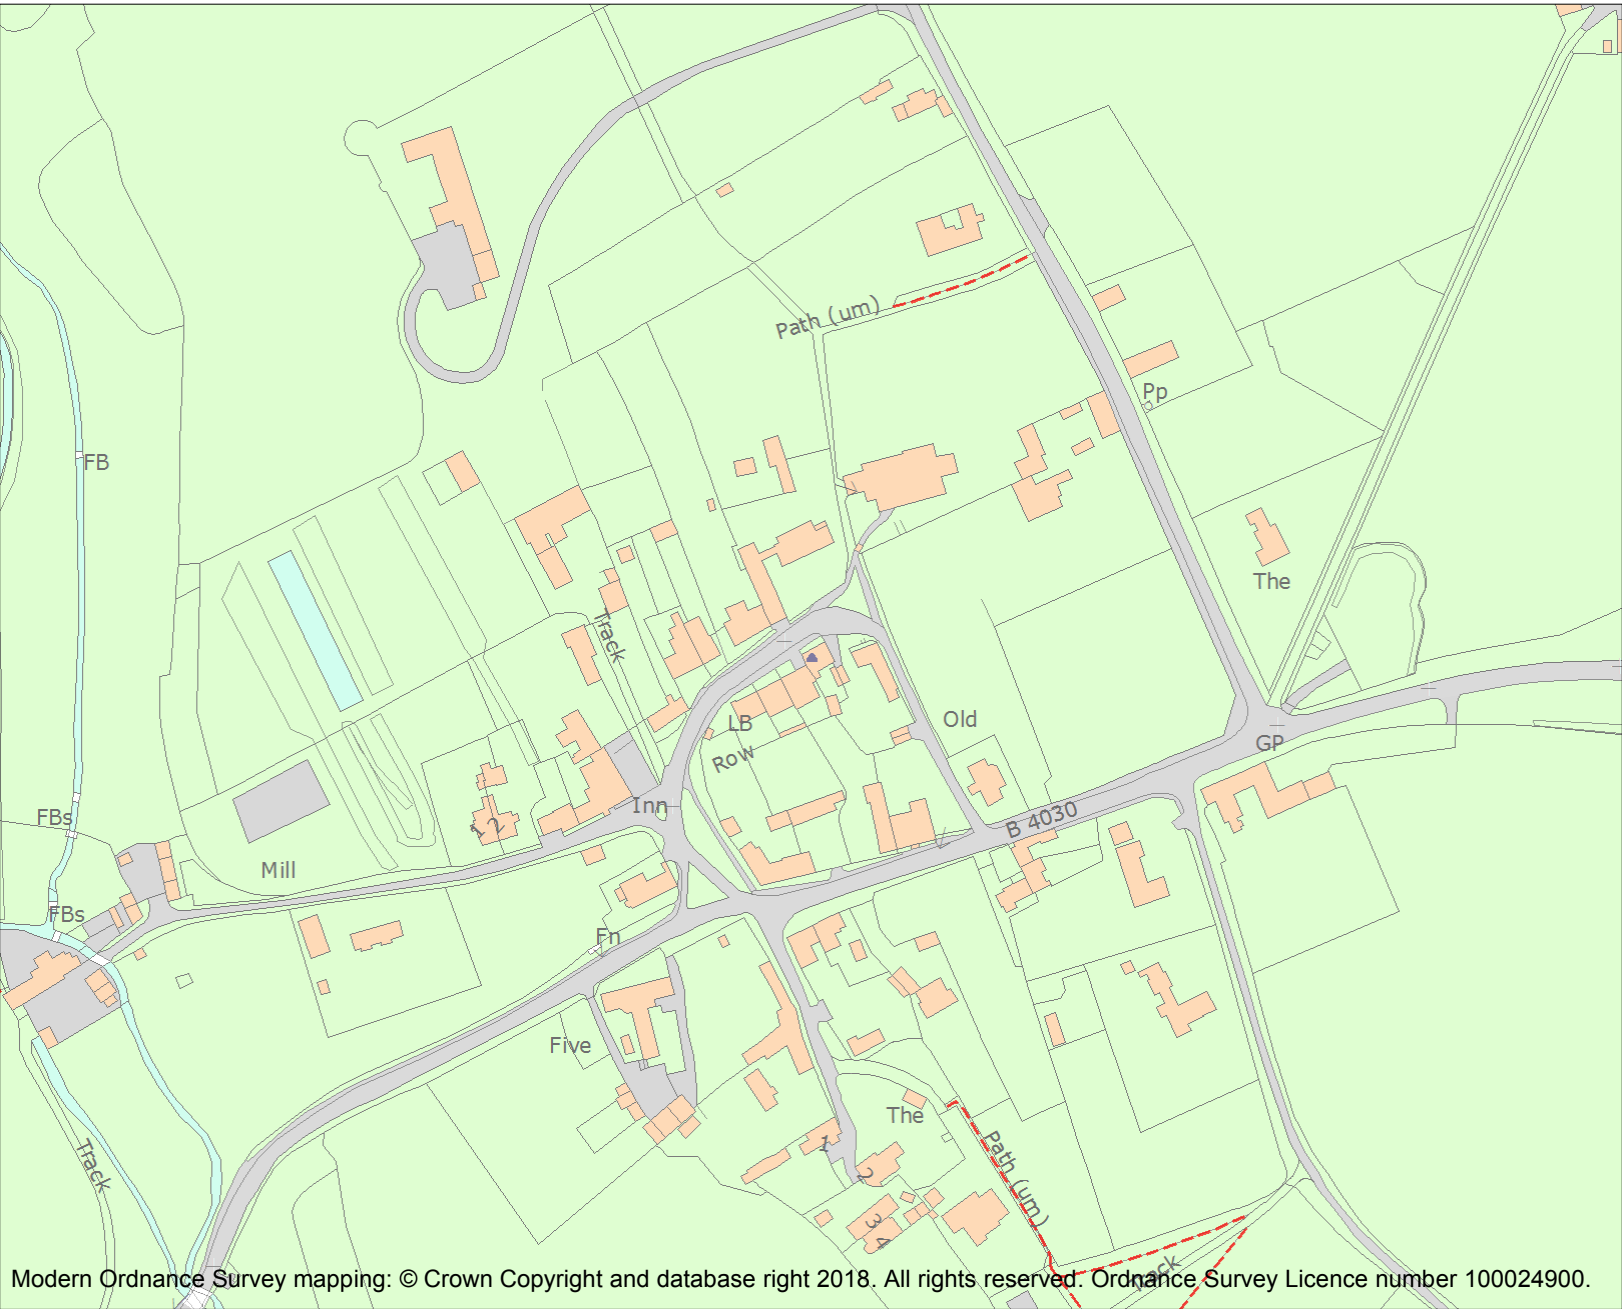 Path (um)
Pp
FB
The
Track
Old
LB
GP
Row
Inn
B 4030
1 2
FBs
Mill
FBs
Fn
Five
The
1
Path (um)
Track
2
3
4
Track
Modern Ordnance Survey mapping: © Crown Copyright and database right 2018. All rights reserved. Ordnance Survey Licence number 100024900.